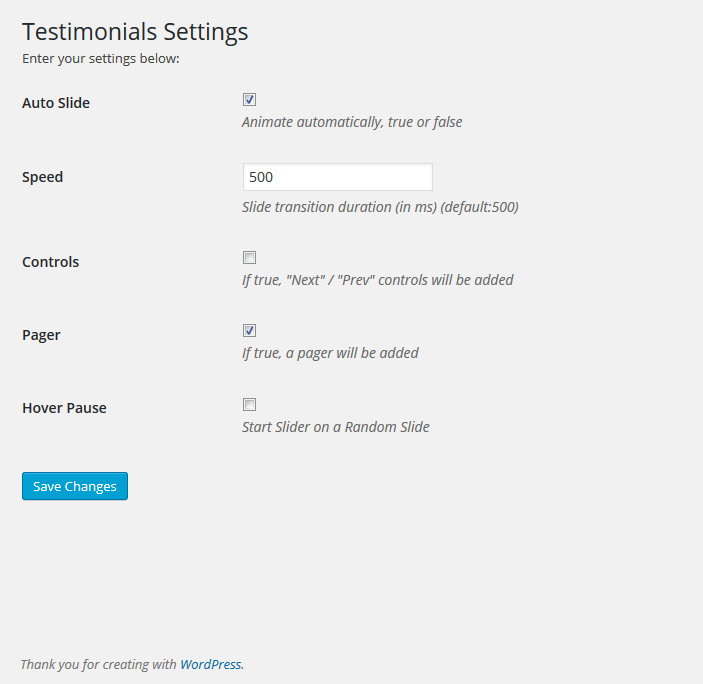 Testimonials Settings
Enter your settings below:
Auto Slide
Animate automatically, true or false
Speed
500
Slide transition duration (in ms) (default:500)
Controls
If true, "Next" / "Prev" controls will be added
Pager
If true, a pager will be added
Hover Pause
Start Slider on a Random Slide
Save Changes
Thank you for creating with WordPress.